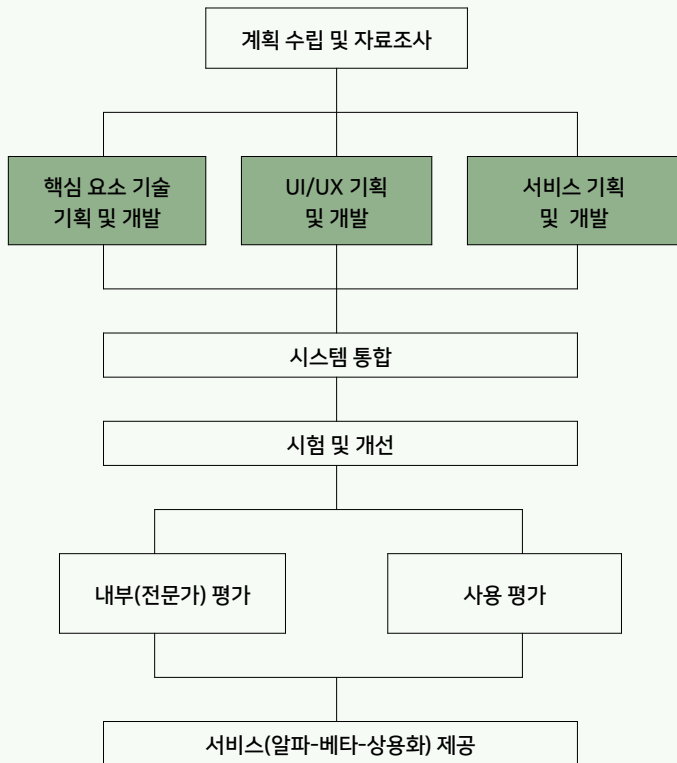 계획 수립 및 자료조사
핵심 요소 기술
기획 및 개발
UI/UX 기획
및 개발
서비스 기획
및 개발
시스템 통합
시험 및 개선
내부(전문가) 평가
사용 평가
서비스(알파-베타-상용화) 제공